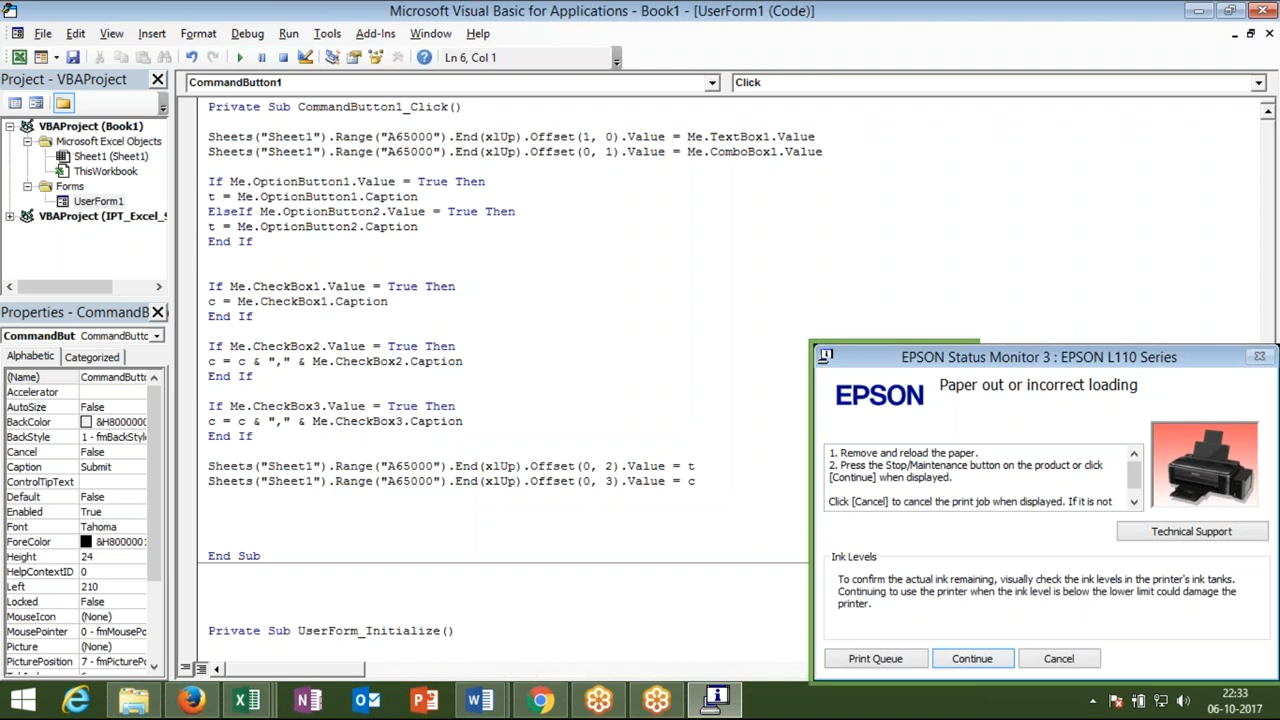 Microsoft Visual Basic for Applications - Book1 - [UserForm1 (Code)]
File Edit View Insert Format Debug Run Tools Add-Ins Window Help
Ln 6, Col 1
Project - VBAProject
CommandButton1
Click
VBAProject (Book1)
Microsoft Excel Objects
Sheet1 (Sheet1)
ThisWorkbook
Forms
UserForm1
VBAProject (IPT_Excel_S
Private Sub CommandButton1_Click()
Sheets("Sheet1").Range("A65000").End(xlUp).Offset(1, 0).Value = Me.TextBox1.Value
Sheets("Sheet1").Range("A65000").End(xlUp).Offset(0, 1).Value = Me.ComboBox1.Value
If Me.OptionButton1.Value = True Then
t = Me.OptionButton1.Caption
ElseIf Me.OptionButton2.Value = True Then
t = Me.OptionButton2.Caption
End If
If Me.CheckBox1.Value = True Then
c = Me.CheckBox1.Caption
End If
If Me.CheckBox2.Value = True Then
c = c & "," & Me.CheckBox2.Caption
End If
If Me.CheckBox3.Value = True Then
c = c & "," & Me.CheckBox3.Caption
End If
Sheets("Sheet1").Range("A65000").End(xlUp).Offset(0, 2).Value = t
Sheets("Sheet1").Range("A65000").End(xlUp).Offset(0, 3).Value = c
End Sub
Private Sub UserForm_Initialize()
Properties - CommandB
CommandBut CommandButtc
Alphabetic Categorized
(Name) CommandButtc
Accelerator
AutoSize False
BackColor &H8000000
BackStyle 1 - fmBackStyl
Cancel False
Caption Submit
ControlTipText
Default False
Enabled True
Font Tahoma
ForeColor &H8000001
Height 24
HelpContextID 0
Left 210
Locked False
MouseIcon (None)
MousePointer 0 - fmMousePo
Picture (None)
PicturePosition 7 - fmPicturePo
EPSON Status Monitor 3 : EPSON L110 Series
EPSON
Paper out or incorrect loading
1. Remove and reload the paper.
2. Press the Stop/Maintenance button on the product or click
[Continue] when displayed.
Click [Cancel] to cancel the print job when displayed. If it is not
Technical Support
Ink Levels
To confirm the actual ink remaining, visually check the ink levels in the printer's ink tanks.
Continuing to use the printer when the ink level is below the lower limit could damage the
printer.
Print Queue Continue Cancel
22:33
06-10-2017